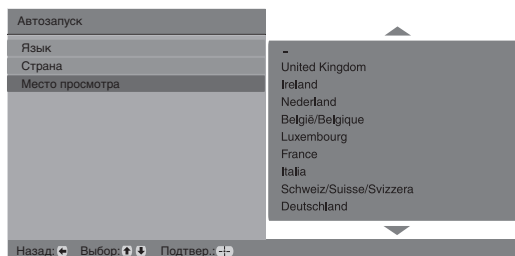 Автозапуск
Язык
Страна
Место просмотра
–
United Kingdom
Ireland
Nederland
België/Belgique
Luxembourg
France
Italia
Schweiz/Suisse/Svizzera
Deutschland
Назад: Выбор: Подтвер.: